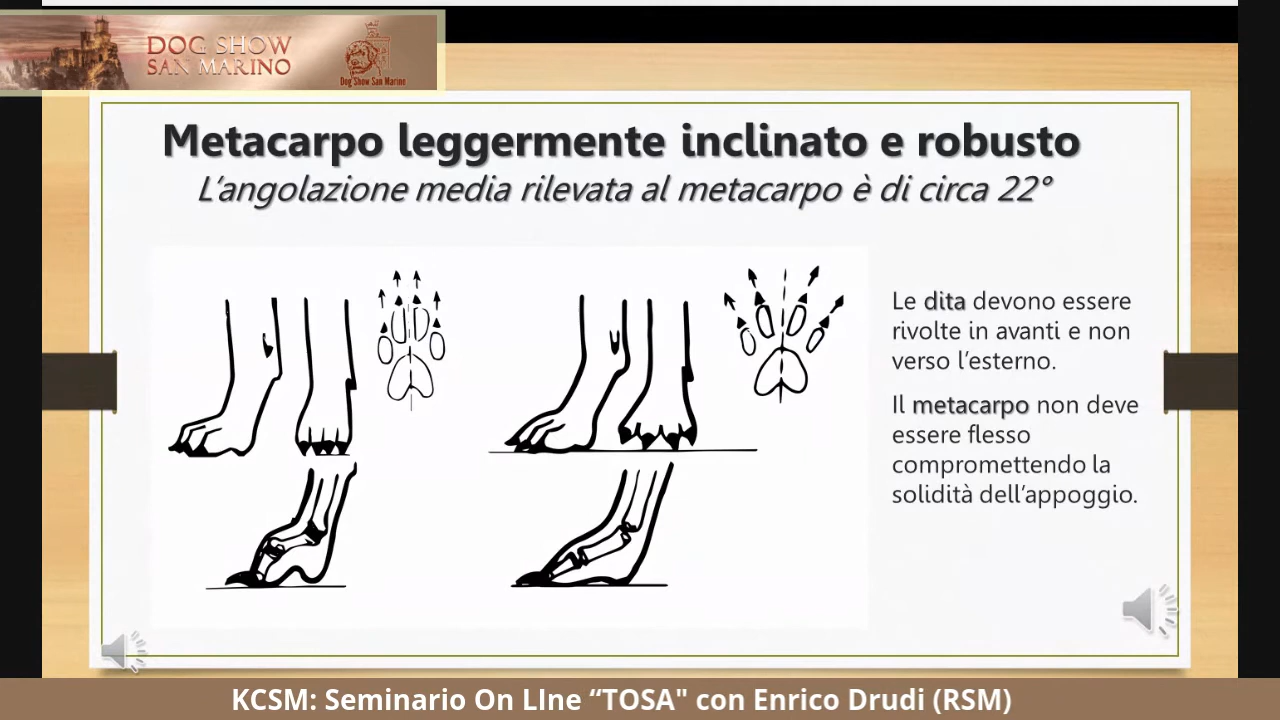 DOG SHOW
SAN MARINO
Dog Show San Marino
Metacarpo leggermente inclinato e robusto
L'angolazione media rilevata al metacarpo è di circa 22°
Le dita devono essere
rivolte in avanti e non
verso l'esterno.
Il metacarpo non deve
essere flesso
compromettendo la
solidità dell'appoggio.
KCSM: Seminario On LIne “TOSA" con Enrico Drudi (RSM)